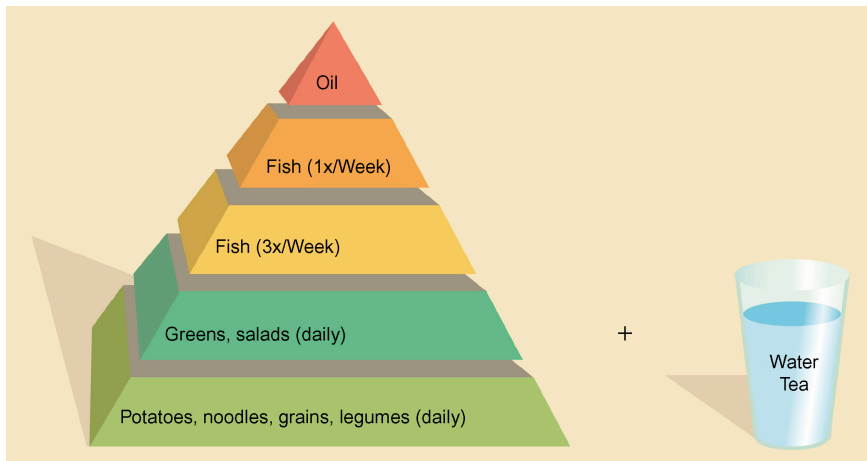 Oil
Fish (1x/Week)
Fish (3x/Week)
Greens, salads (daily)
+
Water
Tea
Potatoes, noodles, grains, legumes (daily)